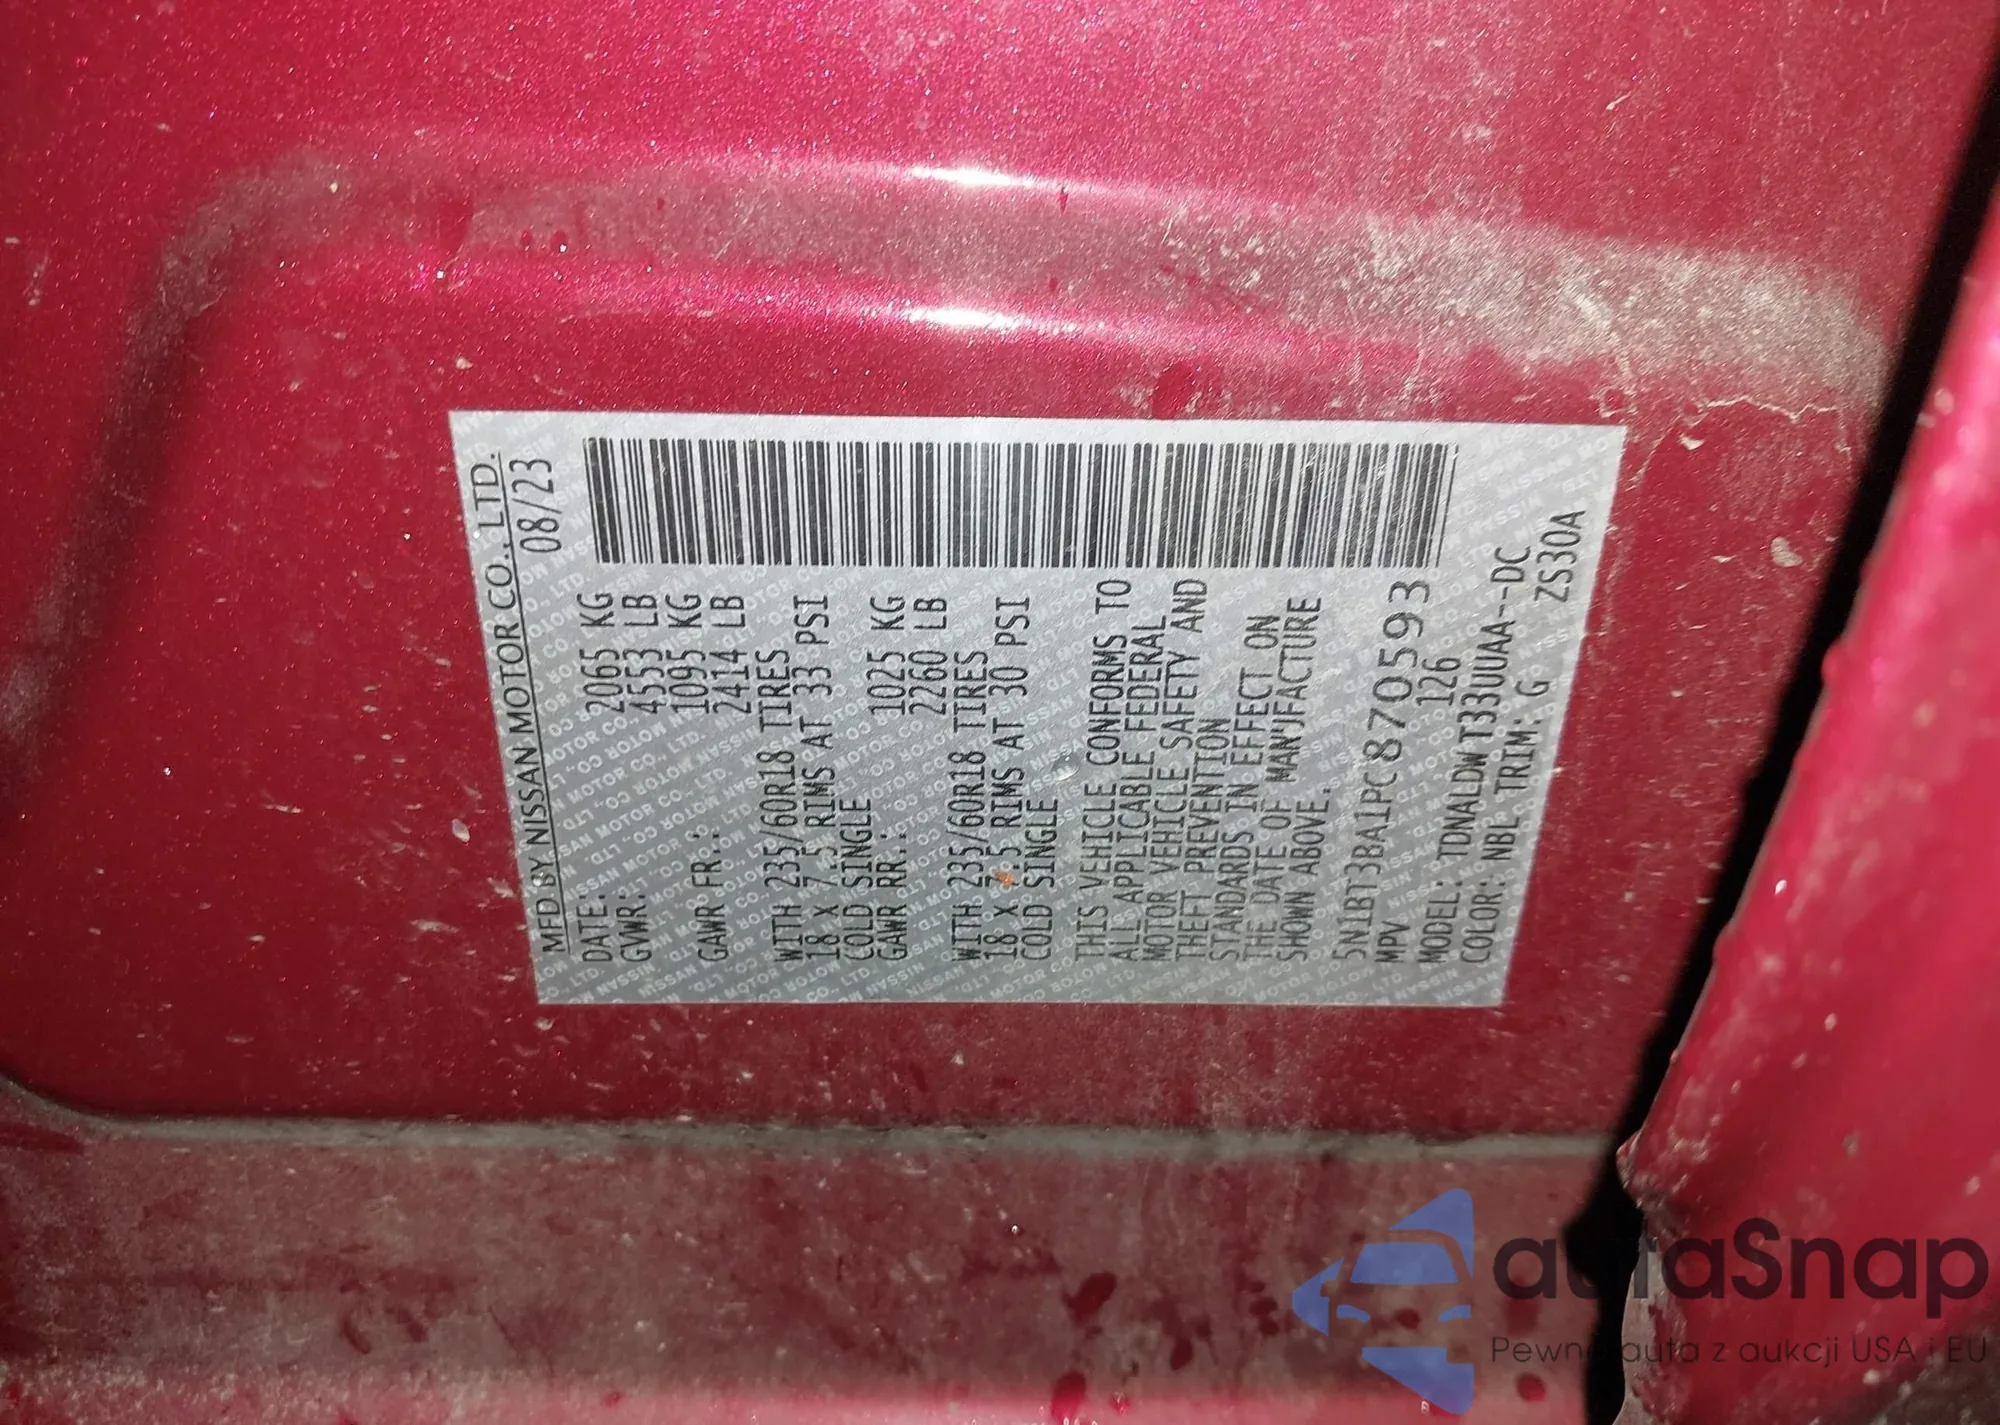 MFD BY NISSAN MOTOR CO., LTD.
DATE: 08/23
GVWR: 2065 KG
4553 LB
GAWR FR.: 1095 KG
2414 LB
WITH 235/60R18 TIRES
18 X 7.5 RIMS AT 33 PSI
COLD SINGLE
GAWR RR.: 1025 KG
2260 LB
WITH 235/60R18 TIRES
18 X 7.5 RIMS AT 30 PSI
COLD SINGLE
THIS VEHICLE CONFORMS TO
ALL APPLICABLE FEDERAL
MOTOR VEHICLE SAFETY AND
THEFT PREVENTION
STANDARDS IN EFFECT ON
THE DATE OF MANUFACTURE
SHOWN ABOVE.
5N1BT3BA1PC870593
MPV 126
MODEL: TDNALDW T33UUAA--DC
COLOR: NBL TRIM: G ZS30A
autaSnap
Pewne auta z aukcji USA i EU